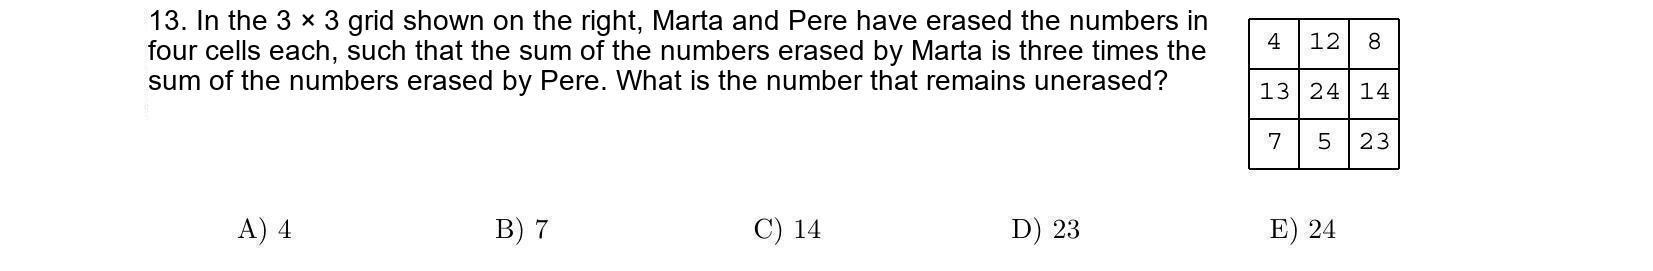 13. In the 3 × 3 grid shown on the right, Marta and Pere have erased the numbers in
four cells each, such that the sum of the numbers erased by Marta is three times the
sum of the numbers erased by Pere. What is the number that remains unerased?
4 12 8
13 24 14
7 5 23
A) 4 B) 7 C) 14 D) 23 E) 24